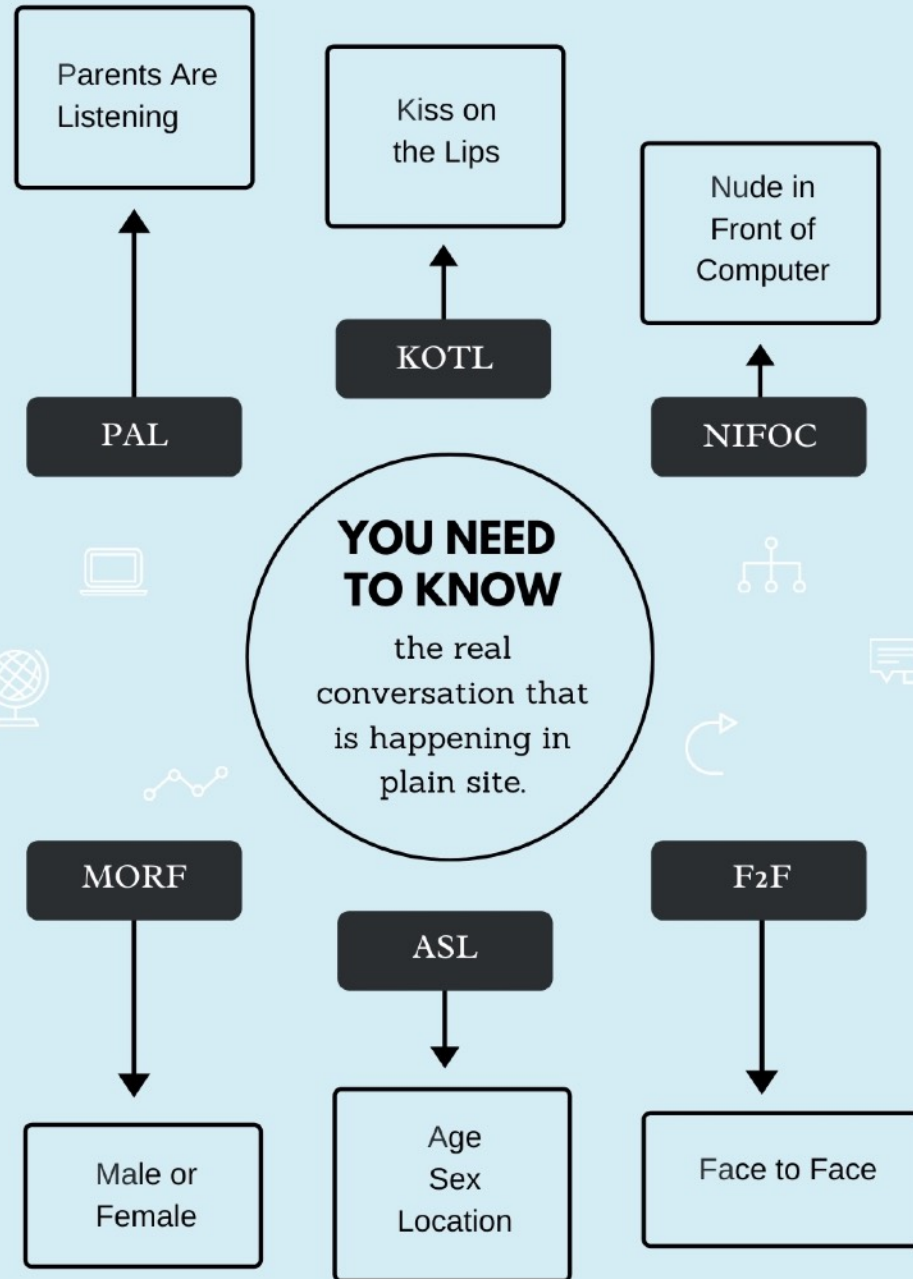 Parents Are
Listening
Kiss on
the Lips
Nude in
Front of
Computer
PAL
KOTL
NIFOC
YOU NEED
TO KNOW
the real
conversation that
is happening in
plain site.
MORF
ASL
F2F
Male or
Female
Age
Sex
Location
Face to Face